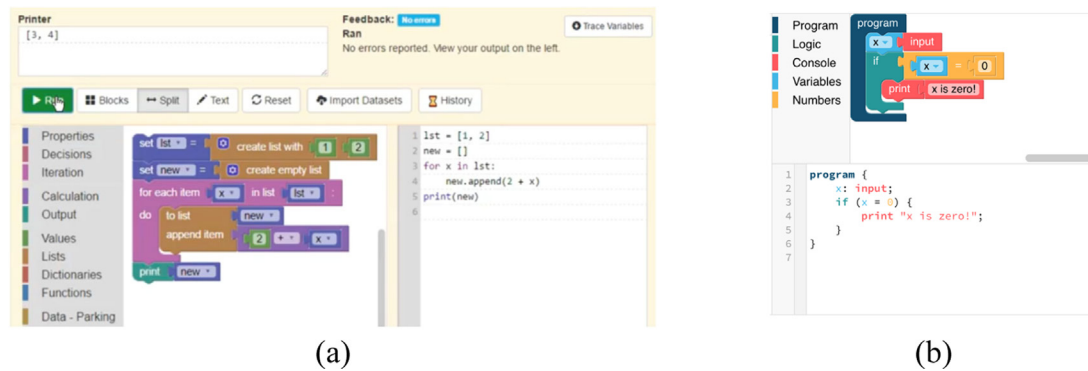 Printer
[3, 4]
Feedback: No errors
Ran
No errors reported. View your output on the left.
Trace Variables
Run
Blocks
Split
Text
Reset
Import Datasets
History
Properties
Decisions
Iteration
Calculation
Output
Values
Lists
Dictionaries
Functions
Data - Parking
set lst = create list with 1 2
set new = create empty list
for each item x in list lst :
do to list new
append item 2 + x
print new
1 lst = [1, 2]
2 new = []
3 for x in lst:
4 new.append(2 + x)
5 print(new)
6
(a)
Program
Logic
Console
Variables
Numbers
program
x input
if x = 0
print x is zero!
1 program {
2 x: input;
3 if (x = 0) {
4 print "x is zero!";
5 }
6 }
7
(b)